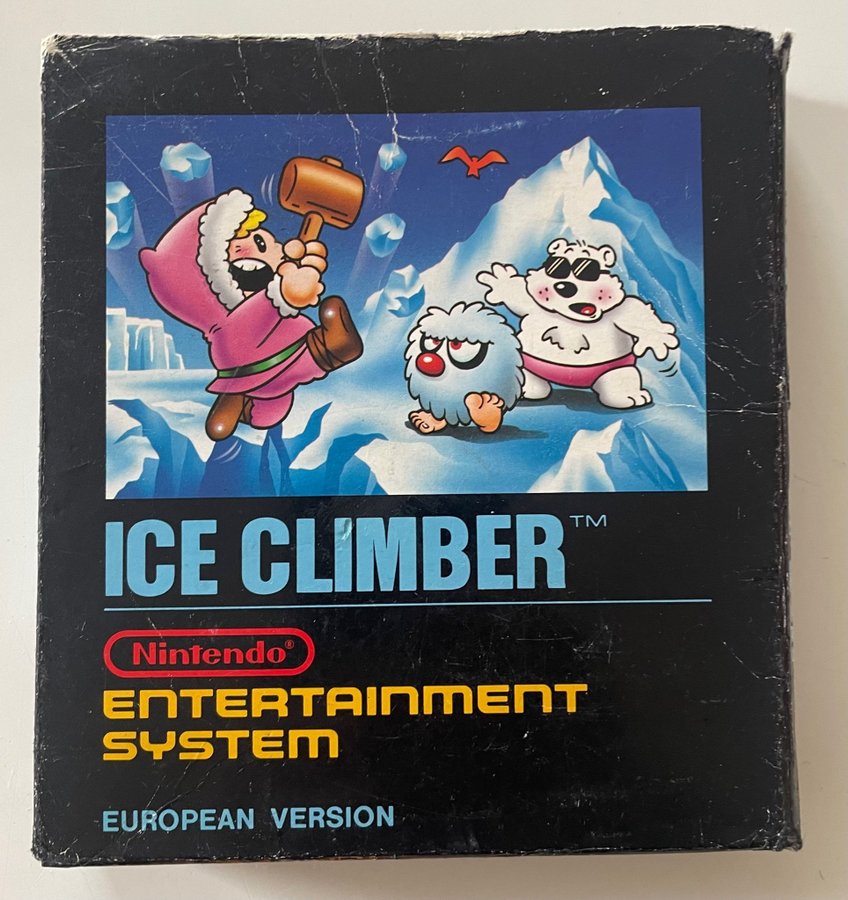 ICE CLIMBER™
Nintendo®
ENTERTAINMENT
SYSTEM
EUROPEAN VERSION